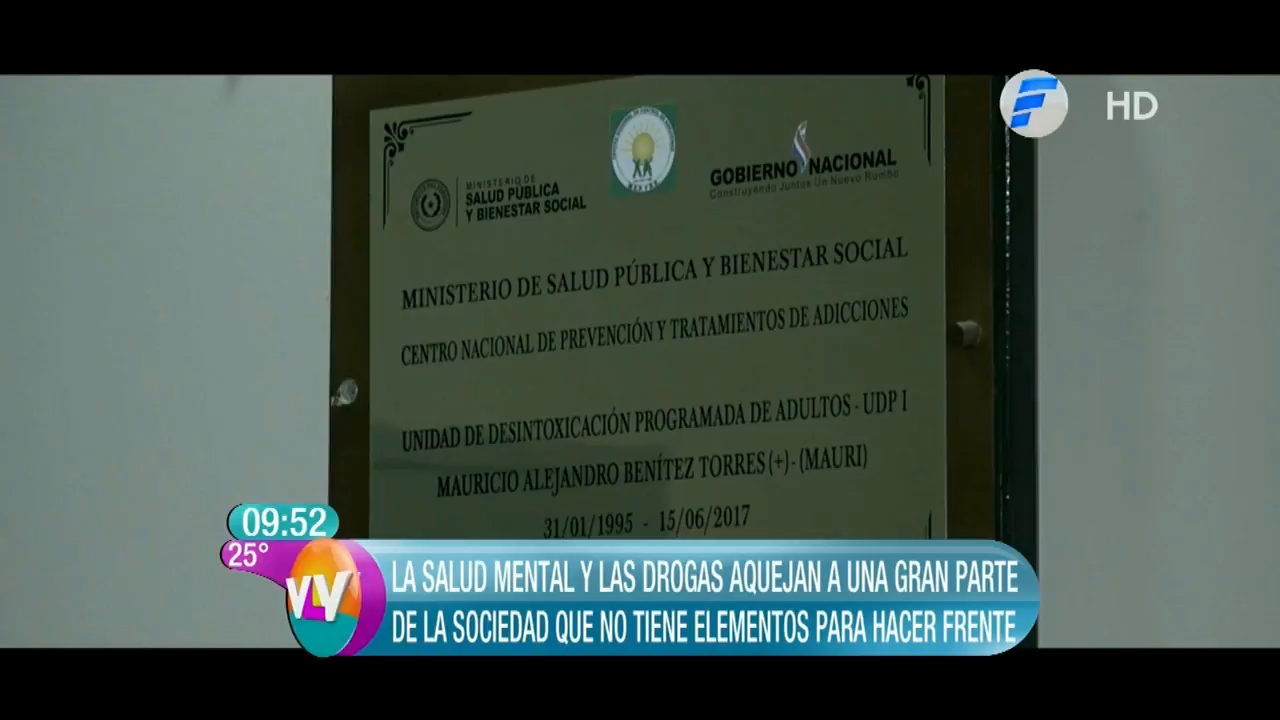 HD
MINISTERIO DE
SALUD PÚBLICA
Y BIENESTAR SOCIAL
GOBIERNO NACIONAL
Construyendo Juntos Un Nuevo Rumbo
MINISTERIO DE SALUD PÚBLICA Y BIENESTAR SOCIAL
CENTRO NACIONAL DE PREVENCIÓN Y TRATAMIENTOS DE ADICCIONES
UNIDAD DE DESINTOXICACIÓN PROGRAMADA DE ADULTOS - UDP I
MAURICIO ALEJANDRO BENÍTEZ TORRES (+)- (MAURI)
31/01/1995 - 15/06/2017
09:52
25°
VLV
LA SALUD MENTAL Y LAS DROGAS AQUEJAN A UNA GRAN PARTE
DE LA SOCIEDAD QUE NO TIENE ELEMENTOS PARA HACER FRENTE